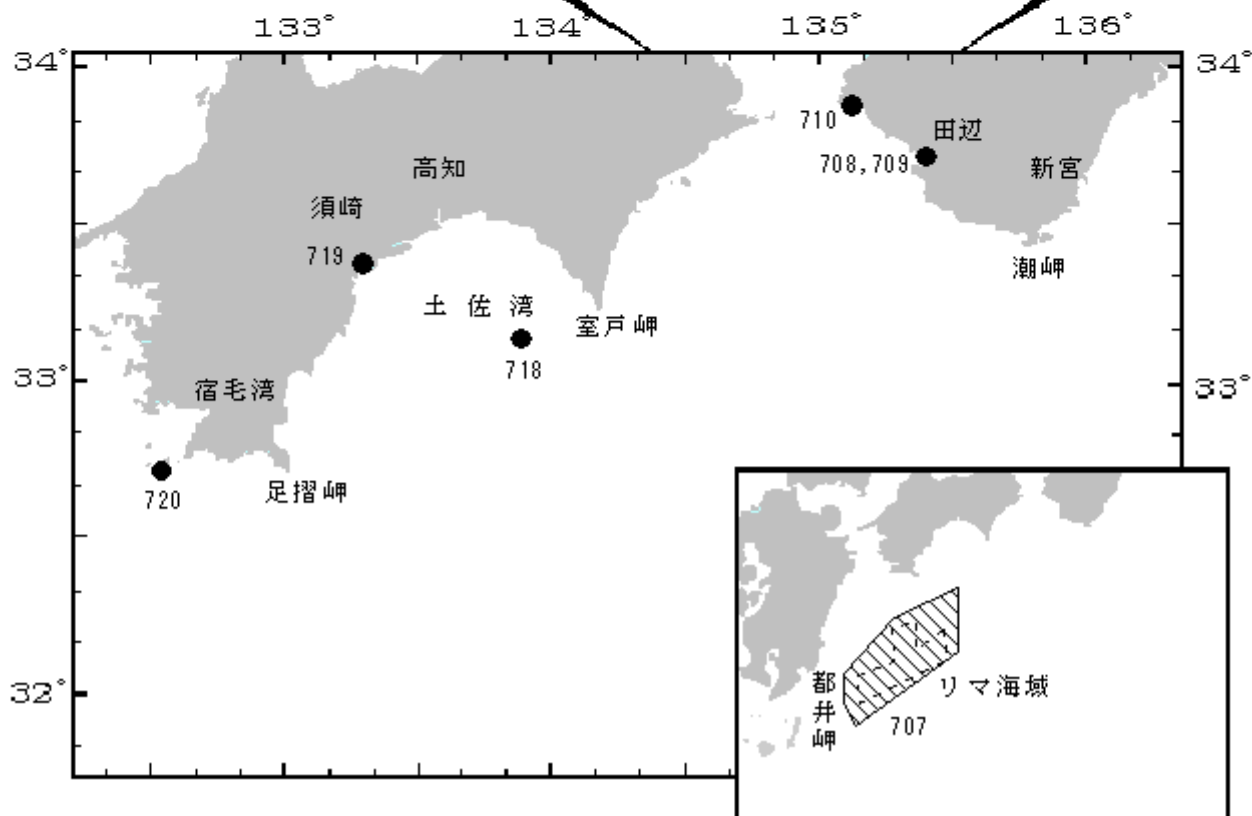 133° 134° 135° 136°
34° 34°
710
田辺
708,709
新宮
高知
須崎
719
潮岬
土佐湾
室戸岬
718
33° 33°
宿毛湾
720
足摺岬
32°
都井岬
リマ海域
707